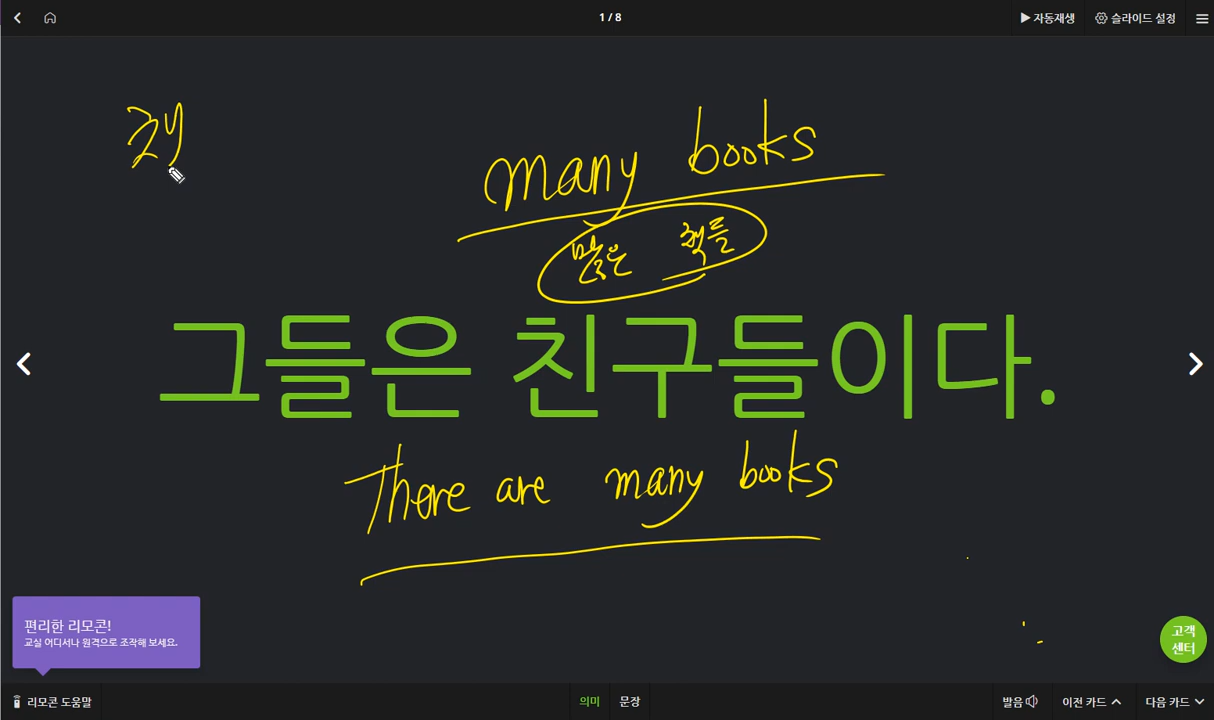 1 / 8
자동재생
슬라이드 설정
many books
많은 책들
그들은 친구들이다.
There are many books
편리한 리모콘!
교실 어디서나 원격으로 조작해 보세요.
고객
센터
리모콘 도움말
의미
문장
발음
이전 카드
다음 카드